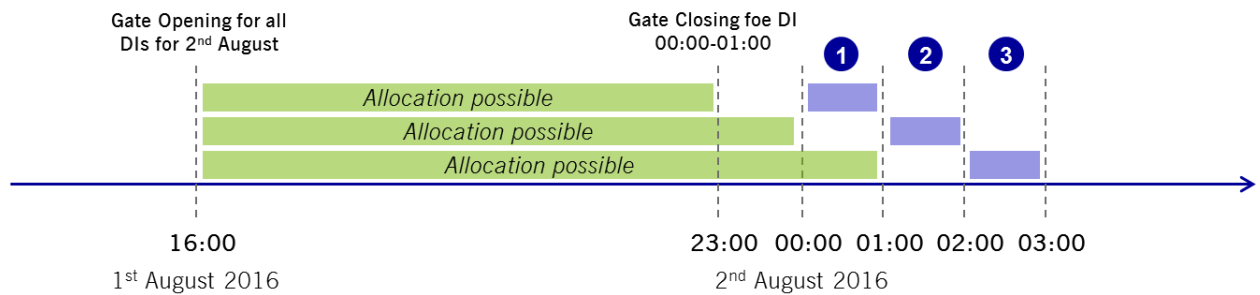 Gate Opening for all
DIs for 2nd August
Gate Closing foe DI
00:00-01:00
1 2 3
Allocation possible
Allocation possible
Allocation possible
16:00 23:00 00:00 01:00 02:00 03:00
1st August 2016 2nd August 2016